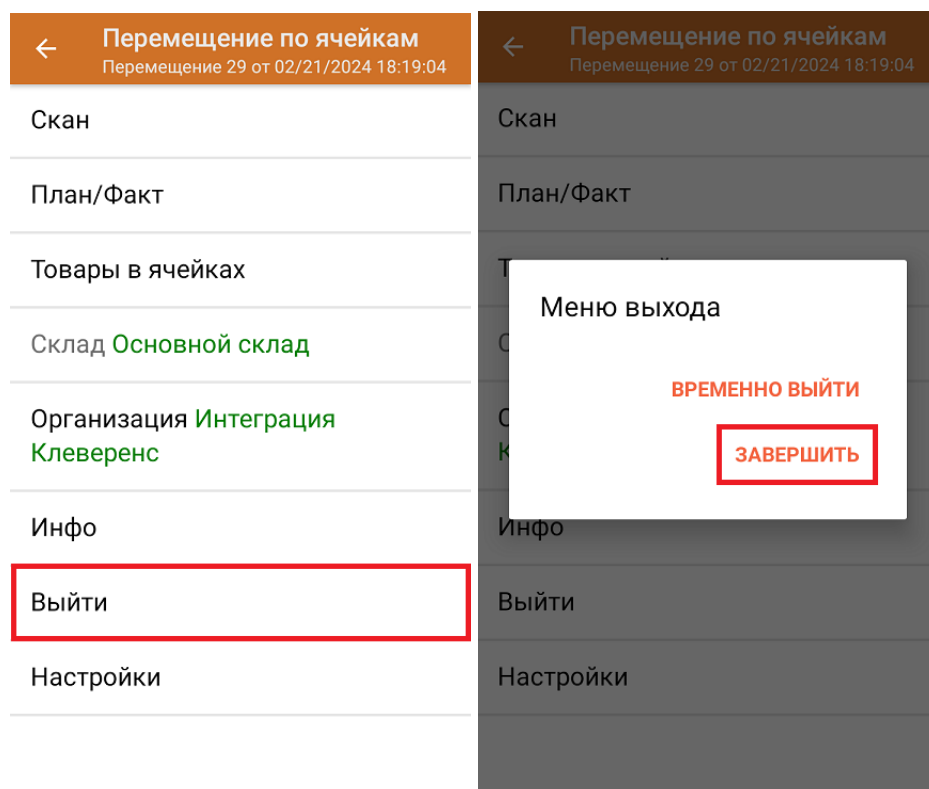 Перемещение по ячейкам
Перемещение 29 от 02/21/2024 18:19:04
Скан
План/Факт
Товары в ячейках
Склад Основной склад
Организация Интеграция
Клеверенс
Инфо
Выйти
Настройки
Перемещение по ячейкам
Перемещение 29 от 02/21/2024 18:19:04
Скан
План/Факт
Меню выхода
ВРЕМЕННО ВЫЙТИ
ЗАВЕРШИТЬ
Инфо
Выйти
Настройки